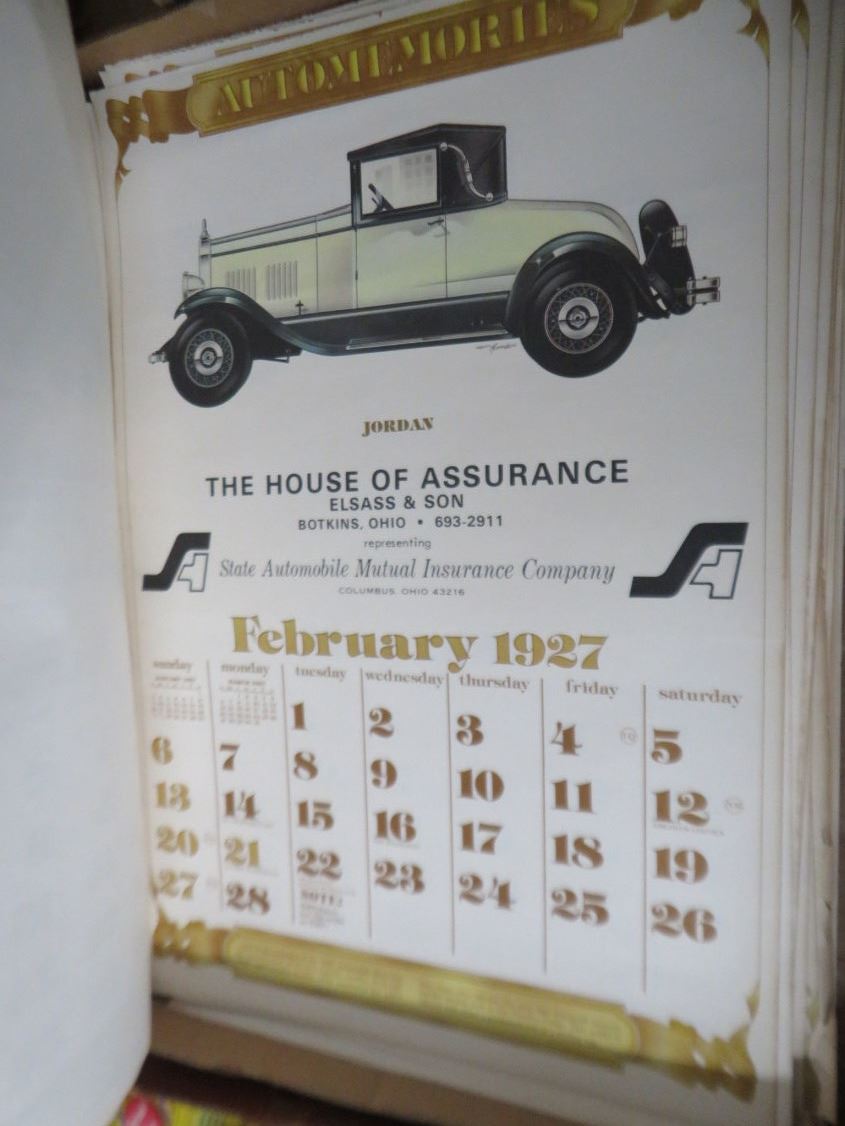 AUTOMEMORIES
JORDAN
THE HOUSE OF ASSURANCE
ELSASS & SON
BOTKINS, OHIO • 693-2911
representing
State Automobile Mutual Insurance Company
COLUMBUS, OHIO 43216
February 1927
sunday monday tuesday wednesday thursday friday saturday
1 2 3 4 5
6 7 8 9 10 11 12
13 14 15 16 17 18 19
20 21 22 23 24 25 26
27 28
NOTE: